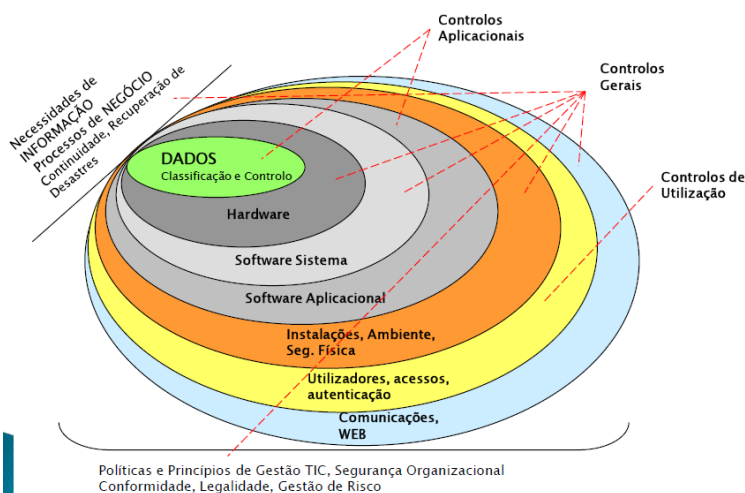 Controlos
Aplicacionais
Controlos
Gerais
Controlos de
Utilização
Necessidades de
INFORMAÇÃO
Processos de NEGÓCIO
Continuidade, Recuperação de
Desastres
DADOS
Classificação e Controlo
Hardware
Software Sistema
Software Aplicacional
Instalações, Ambiente,
Seg. Física
Utilizadores, acessos,
autenticação
Comunicações,
WEB
Políticas e Princípios de Gestão TIC, Segurança Organizacional
Conformidade, Legalidade, Gestão de Risco